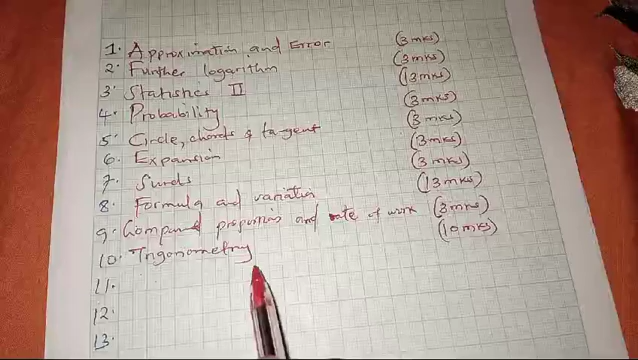 1. Approximation and Error (3mks)
2. Further logarithm (3mks)
3. Statistics II (13mks)
4. Probability (3mks)
5. Circle, chords & tangent (3mks)
6. Expansion (3mks)
7. Surds (3mks)
8. Formula and variation (13mks)
9. Compound proportions and rate of work (3mks)
10. Trigonometry (10mks)
11.
12.
13.